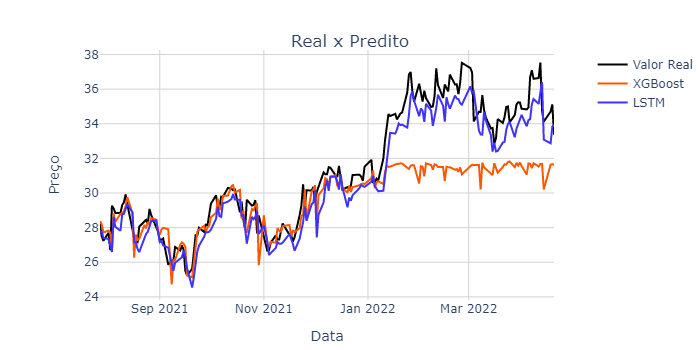 Real x Predito
Preço
38
36
34
32
30
28
26
24
Sep 2021
Nov 2021
Jan 2022
Mar 2022
Data
Valor Real
XGBoost
LSTM